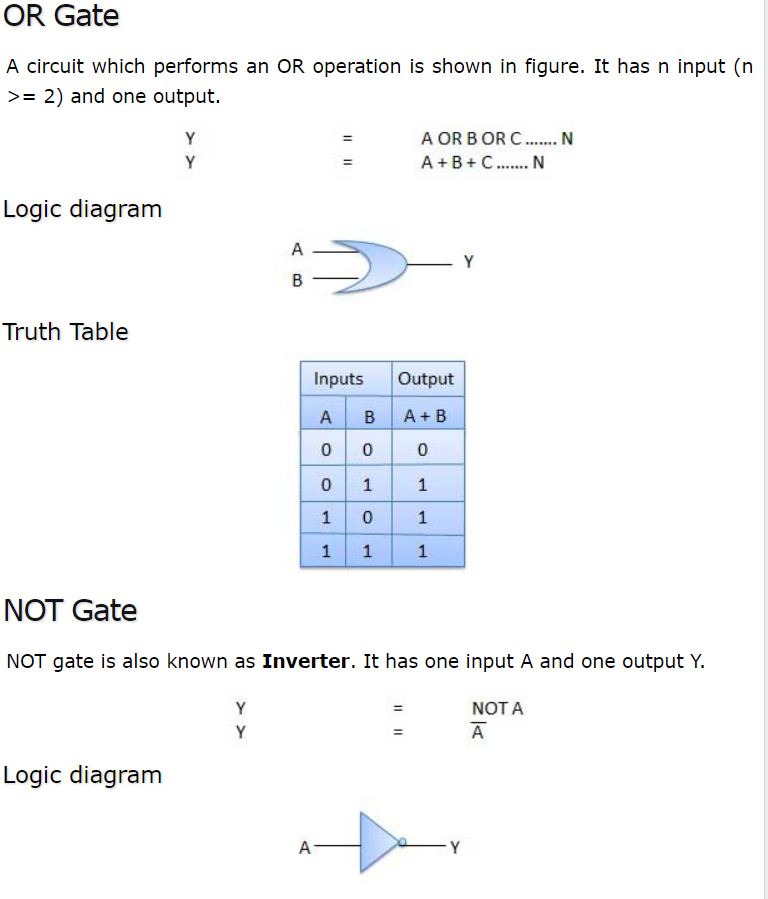 OR Gate
A circuit which performs an OR operation is shown in figure. It has n input (n
>= 2) and one output.
Y = A OR B OR C ....... N
Y = A + B + C ....... N
Logic diagram
A
Y
B
Truth Table
Inputs Output
A B A + B
0 0 0
0 1 1
1 0 1
1 1 1
NOT Gate
NOT gate is also known as Inverter. It has one input A and one output Y.
Y = NOT A
Y = A̅
Logic diagram
A Y